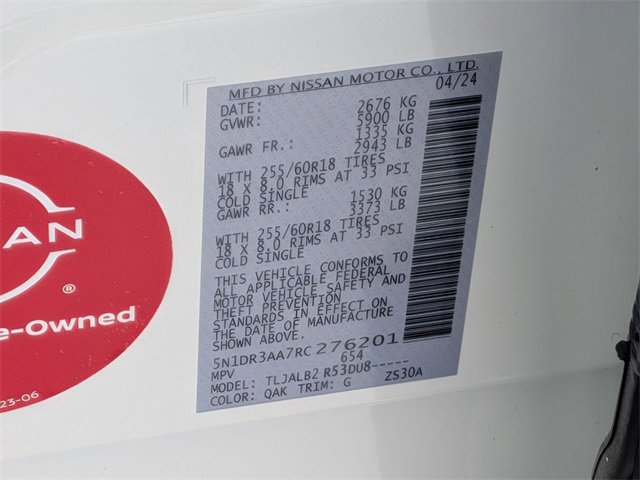 MFD BY NISSAN MOTOR CO., LTD.
DATE: 04/24
GVWR: 2676 KG
5900 LB
GAWR FR.: 1335 KG
2943 LB
WITH 255/60R18 TIRES
18 X 8.0 RIMS AT 33 PSI
COLD SINGLE
GAWR RR.: 1530 KG
3373 LB
WITH 255/60R18 TIRES
18 X 8.0 RIMS AT 33 PSI
COLD SINGLE
THIS VEHICLE CONFORMS TO
ALL APPLICABLE FEDERAL
MOTOR VEHICLE SAFETY AND
THEFT PREVENTION
STANDARDS IN EFFECT ON
THE DATE OF MANUFACTURE
SHOWN ABOVE.
5N1DR3AA7RC276201
MPV 654
MODEL: TLJALB2 R53DU8-----
COLOR: QAK TRIM: G ZS30A
SAN
®
e-Owned
23-06